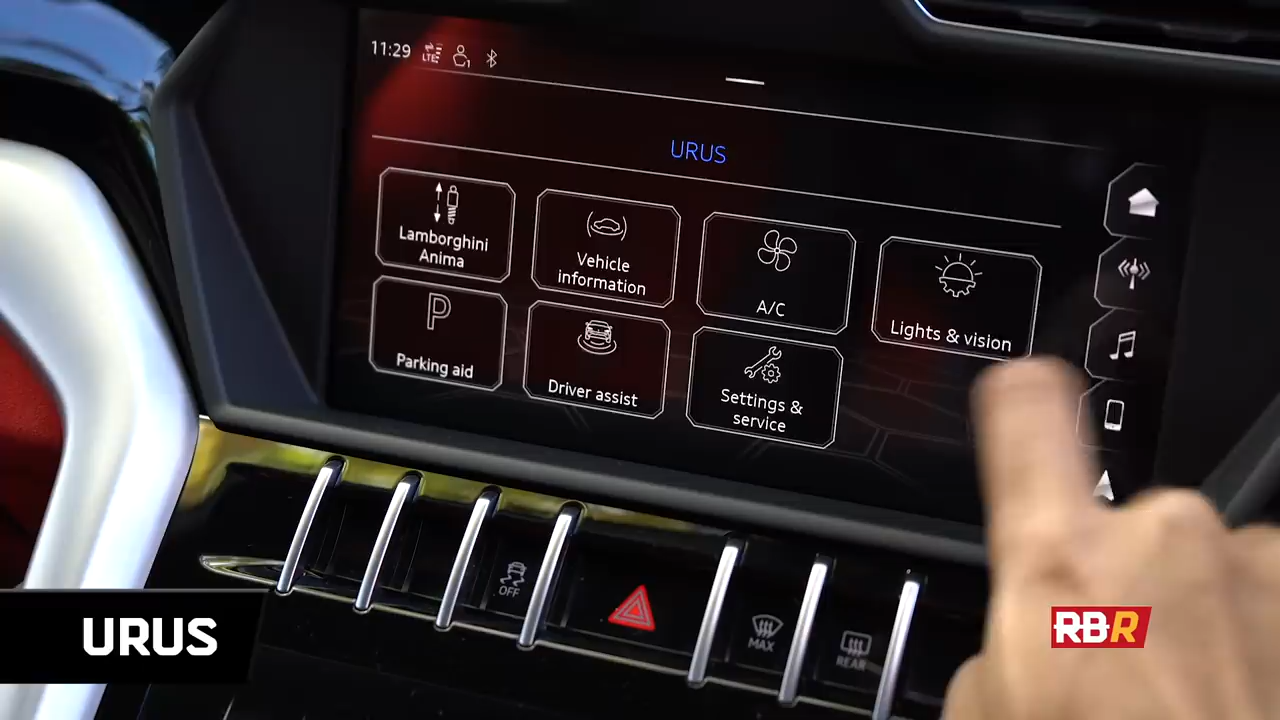 11:29
LTE
1
URUS
Lamborghini
Anima
Vehicle
information
A/C
Lights & vision
P
Parking aid
Driver assist
Settings &
service
OFF
MAX
REAR
URUS
RBR